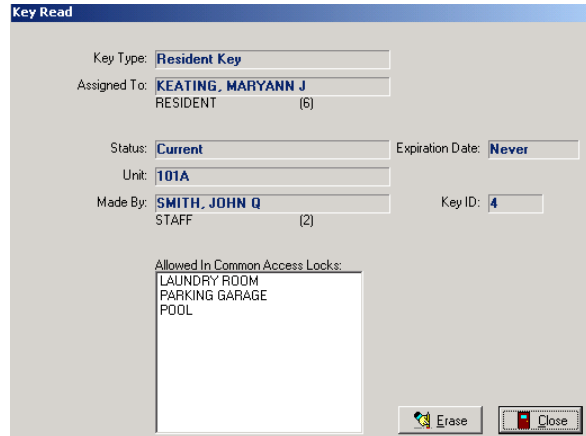 Key Read
Key Type: Resident Key
Assigned To: KEATING, MARYANN J
RESIDENT (6)
Status: Current Expiration Date: Never
Unit: 101A
Made By: SMITH, JOHN Q Key ID: 4
STAFF (2)
Allowed In Common Access Locks:
LAUNDRY ROOM
PARKING GARAGE
POOL
Erase Close